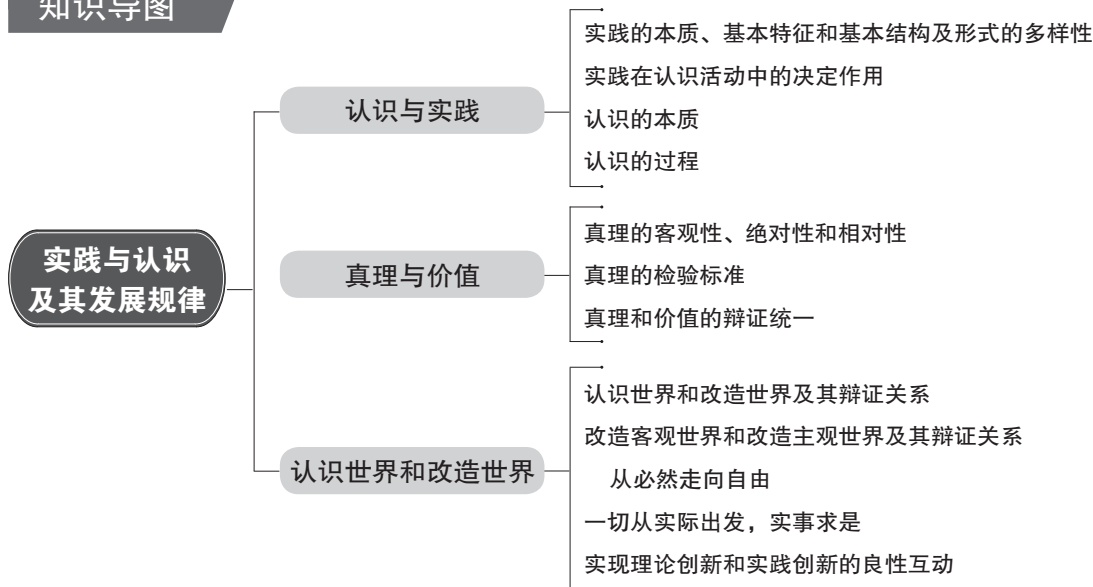 知识导图
实践的本质、基本特征和基本结构及形式的多样性
实践在认识活动中的决定作用
认识与实践
认识的本质
认识的过程
真理的客观性、绝对性和相对性
实践与认识
及其发展规律
真理与价值
真理的检验标准
真理和价值的辩证统一
认识世界和改造世界及其辩证关系
改造客观世界和改造主观世界及其辩证关系
认识世界和改造世界
从必然走向自由
一切从实际出发，实事求是
实现理论创新和实践创新的良性互动